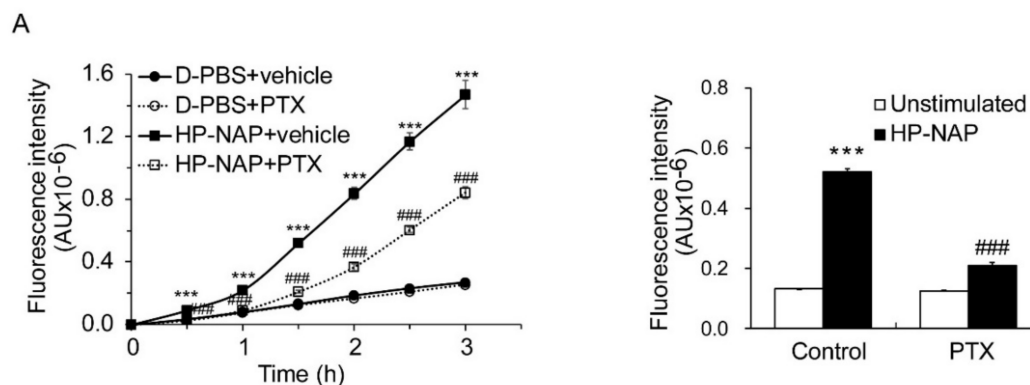 A
Fluorescence intensity
(AUx10-6)
1.6
1.2
0.8
0.4
0.0
D-PBS+vehicle
D-PBS+PTX
HP-NAP+vehicle
HP-NAP+PTX
***
***
***
***
***
***
###
###
###
###
###
###
0
1
2
3
Time (h)
Fluorescence intensity
(AUx10-6)
0.8
0.6
0.4
0.2
0.0
Unstimulated
HP-NAP
***
###
Control
PTX